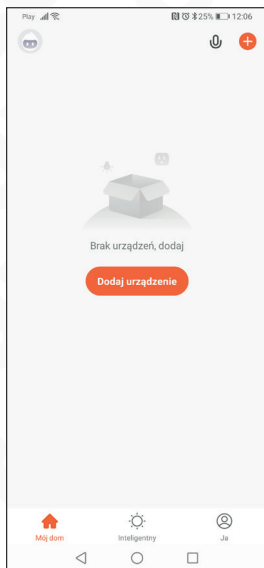 Play 25% 12:06
Brak urządzeń, dodaj
Dodaj urządzenie
Mój dom Inteligentny Ja